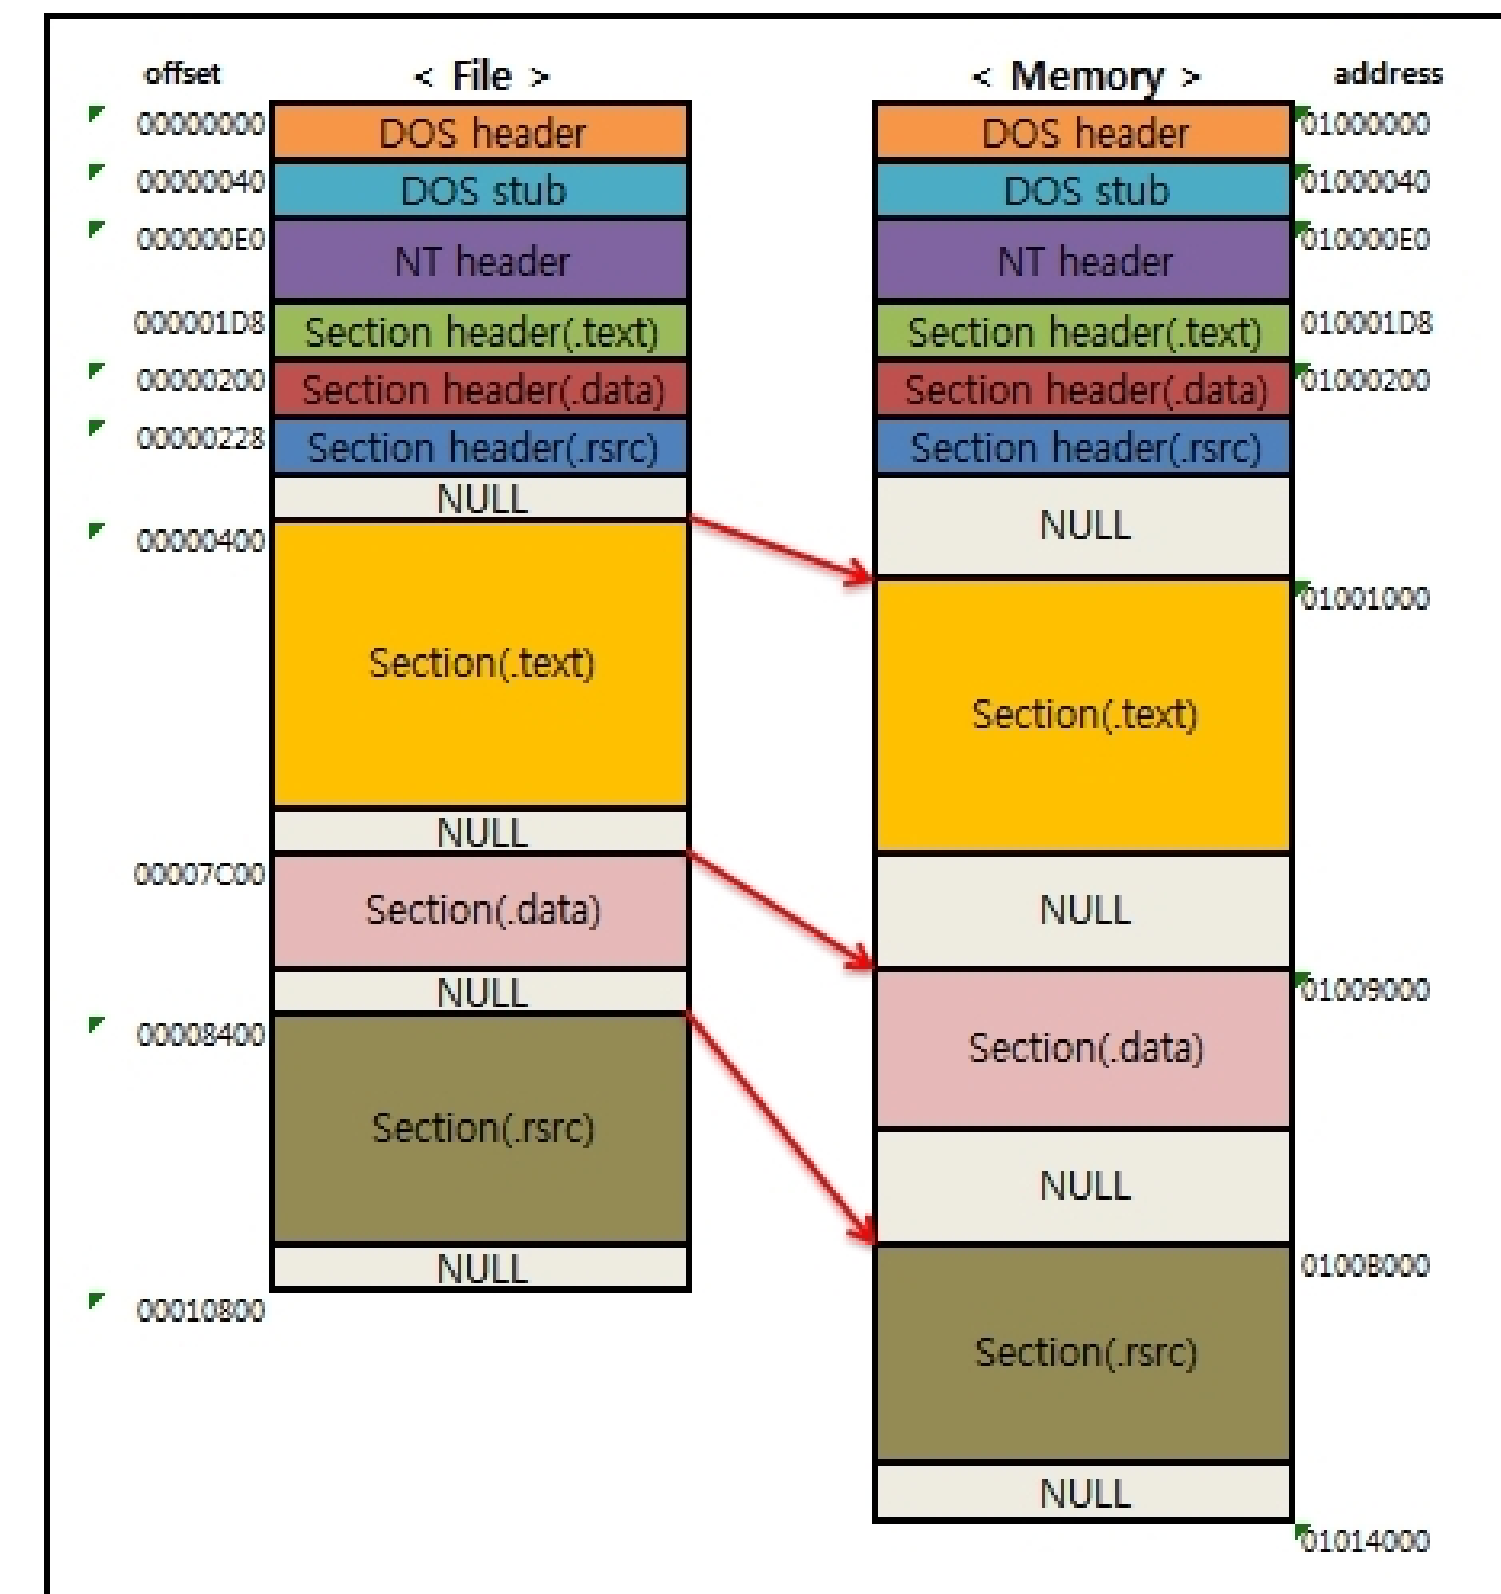 offset < File > < Memory > address
00000000 DOS header DOS header 01000000
00000040 DOS stub DOS stub 01000040
000000E0 NT header NT header 010000E0
000001D8 Section header(.text) Section header(.text) 010001D8
00000200 Section header(.data) Section header(.data) 01000200
00000228 Section header(.rsrc) Section header(.rsrc)
NULL NULL
00000400 01001000
Section(.text) Section(.text)
NULL NULL
00007C00 01009000
Section(.data) Section(.data)
NULL NULL
00008400 0100B000
Section(.rsrc) Section(.rsrc)
NULL NULL
00010800 01014000